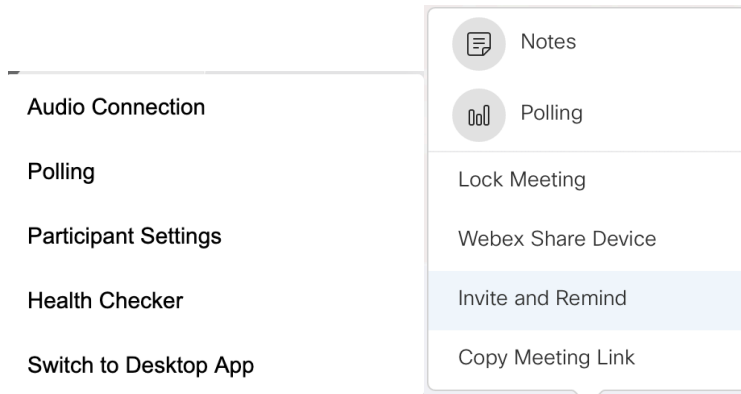 Audio Connection
Polling
Participant Settings
Health Checker
Switch to Desktop App
Notes
Polling
Lock Meeting
Webex Share Device
Invite and Remind
Copy Meeting Link